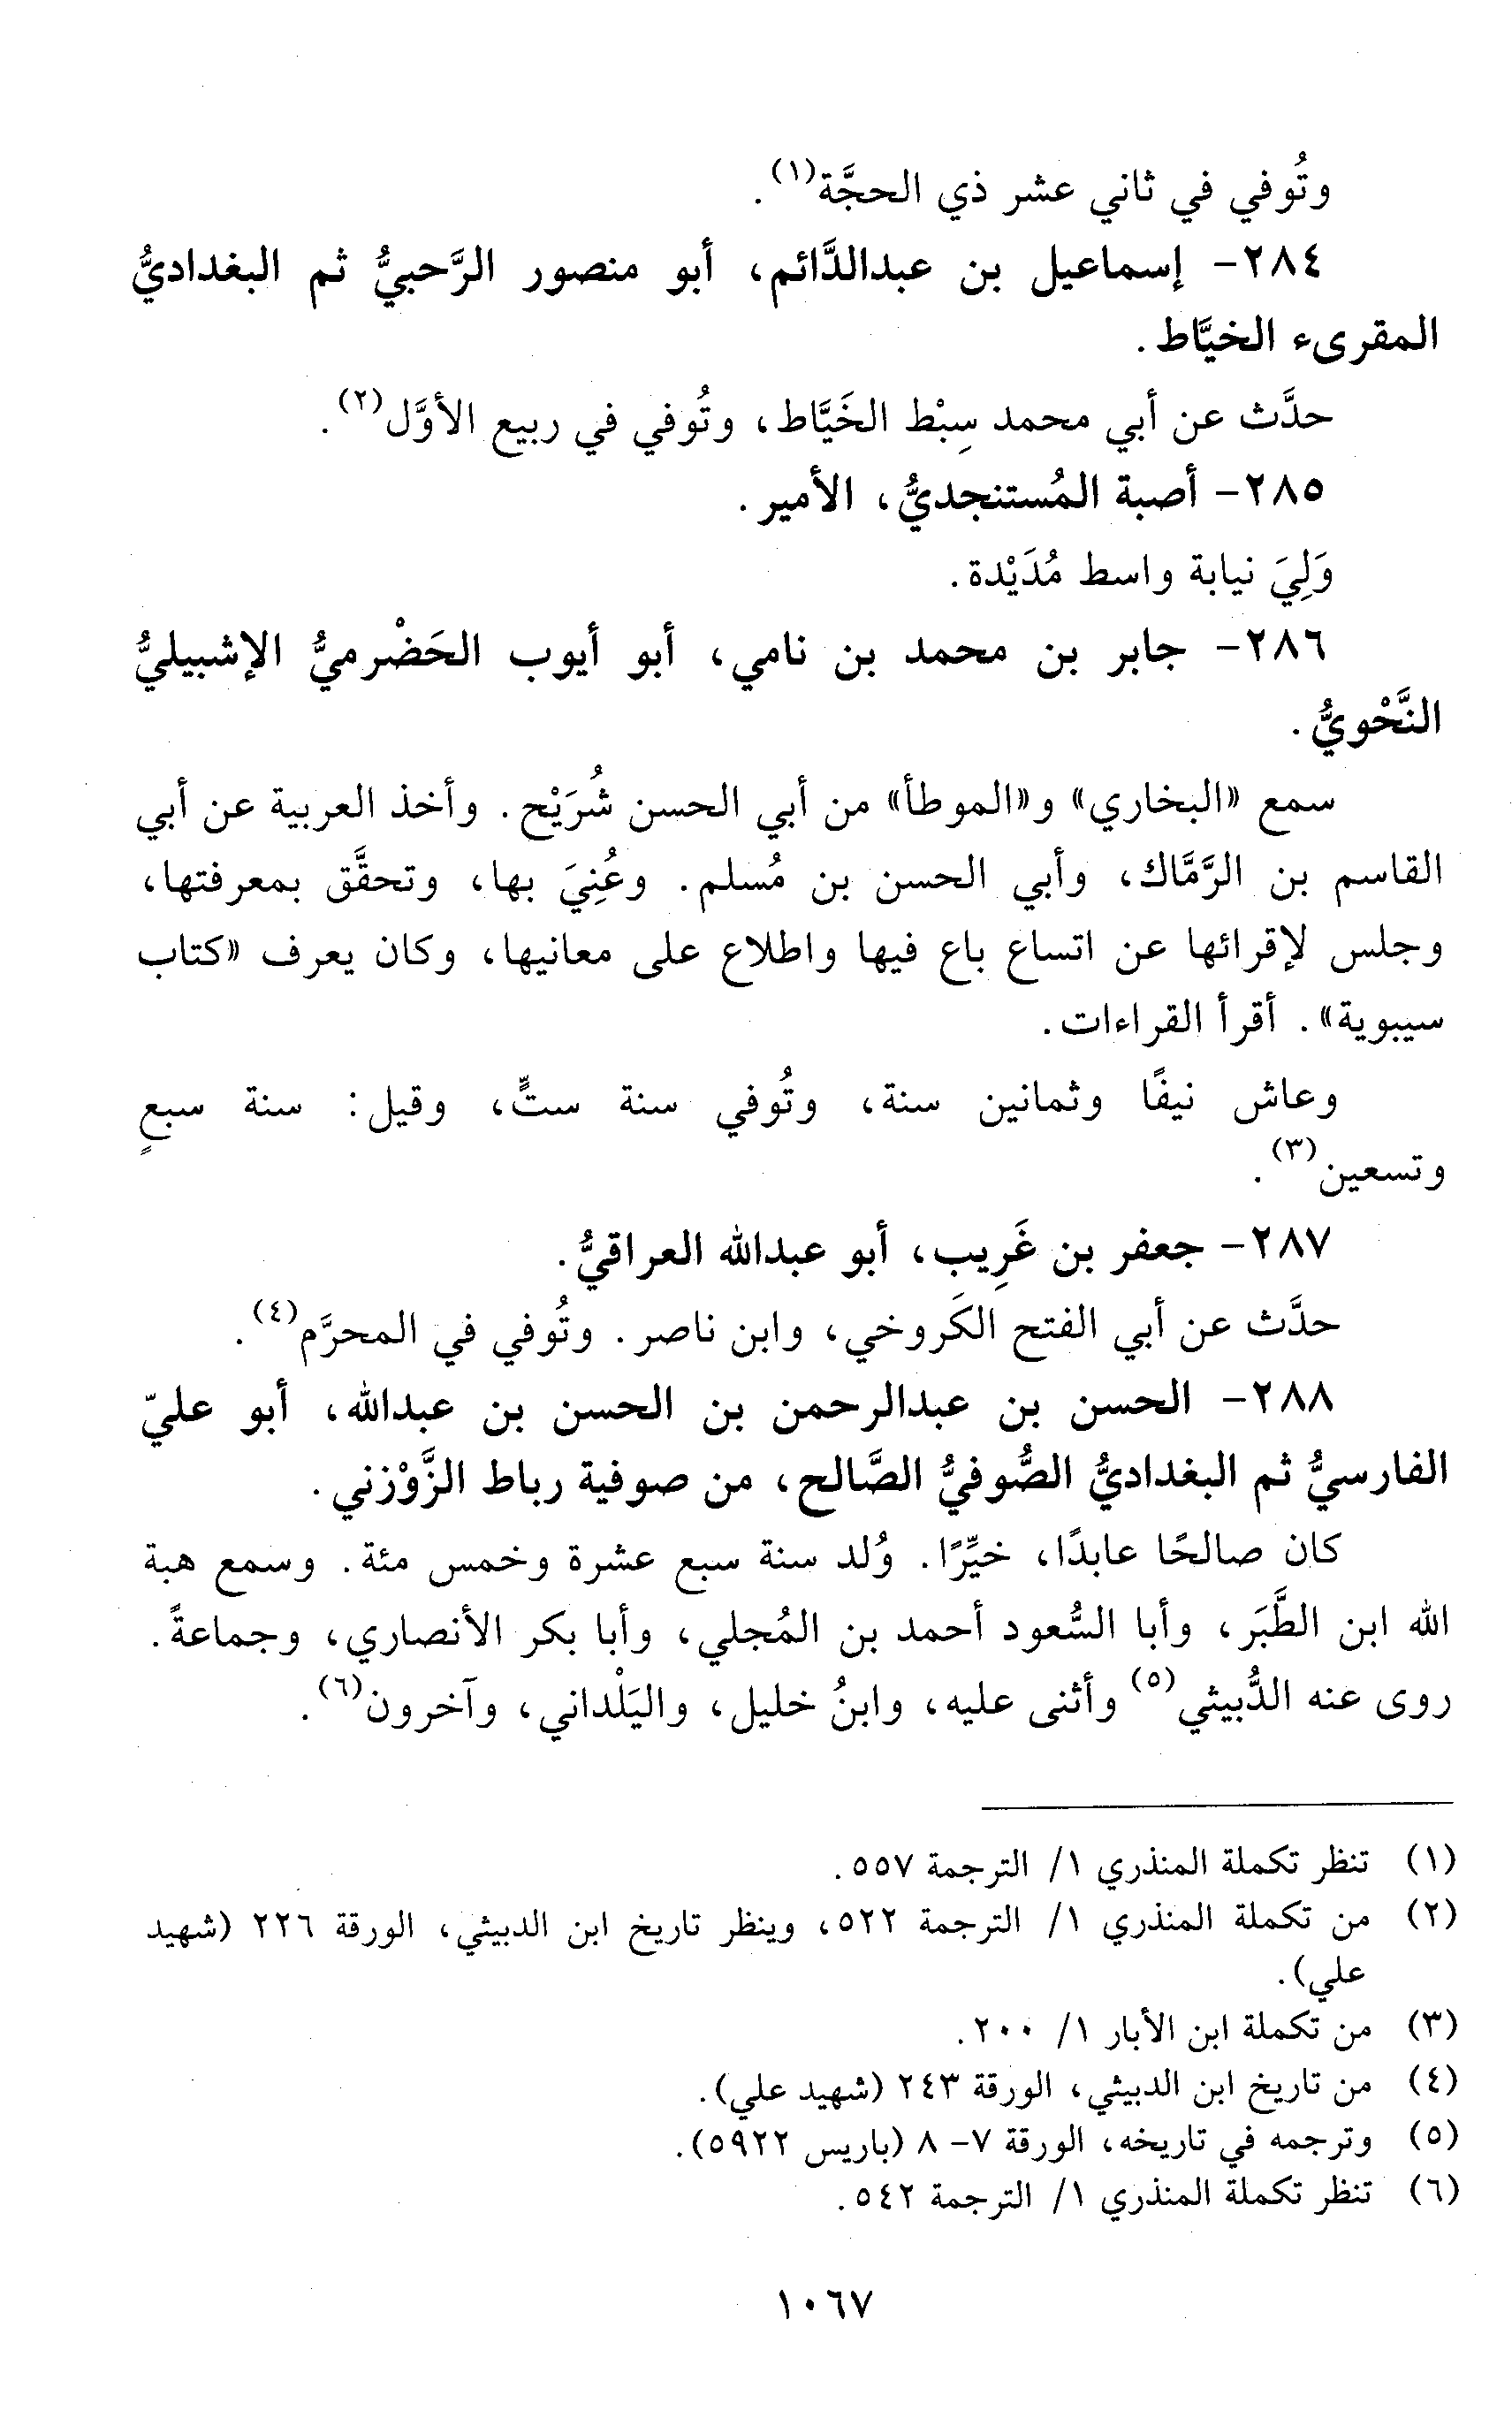 وتُوفي في ثاني عشر ذي الحجَّة(١).
٢٨٤- إسماعيل بن عبدالدَّائم، أبو منصور الرَّحبيُّ ثم البغداديُّ
المقرىء الخيَّاط.
حدَّث عن أبي محمد سِبْط الخَيَّاط، وتُوفي في ربيع الأوَّل(٢).
٢٨٥- أصبة المُستنجديُّ، الأمير.
وَلِيَ نيابة واسط مُدَيْدة.
٢٨٦- جابر بن محمد بن نامي، أبو أيوب الحَضْرميُّ الإشبيليُّ
النَّحْويُّ.
سمع «البخاري» و«الموطأ» من أبي الحسن شُرَيْح. وأخذ العربية عن أبي
القاسم بن الرَّمَّاك، وأبي الحسن بن مُسلم. وعُنِيَ بها، وتحقَّق بمعرفتها،
وجلس لإقرائها عن اتساع باع فيها واطلاع على معانيها، وكان يعرف «كتاب
سيبوية». أقرأ القراءات.
وعاش نيفًا وثمانين سنة، وتُوفي سنة ستٍّ، وقيل: سنة سبعٍ
وتسعين(٣).
٢٨٧- جعفر بن غَرِيب، أبو عبدالله العراقيُّ.
حدَّث عن أبي الفتح الكَروخي، وابن ناصر. وتُوفي في المحرَّم(٤).
٢٨٨- الحسن بن عبدالرحمن بن الحسن بن عبدالله، أبو عليّ
الفارسيُّ ثم البغداديُّ الصُّوفيُّ الصَّالح، من صوفية رباط الزَّوْزني.
كان صالحًا عابدًا، خيِّرًا. وُلد سنة سبع عشرة وخمس مئة. وسمع هبة
الله ابن الطَّبَر، وأبا السُّعود أحمد بن المُجلي، وأبا بكر الأنصاري، وجماعةً.
روى عنه الدُّبيثي(٥) وأثنى عليه، وابنُ خليل، واليَلْداني، وآخرون(٦).
(١) تنظر تكملة المنذري ١/ الترجمة ٥٥٧.
(٢) من تكملة المنذري ١/ الترجمة ٥٢٢، وينظر تاريخ ابن الدبيثي، الورقة ٢٢٦ (شهيد
علي).
(٣) من تكملة ابن الأبار ١/ ٢٠٠.
(٤) من تاريخ ابن الدبيثي، الورقة ٢٤٣ (شهيد علي).
(٥) وترجمه في تاريخه، الورقة ٧- ٨ (باريس ٥٩٢٢).
(٦) تنظر تكملة المنذري ١/ الترجمة ٥٤٢.
١٠٦٧